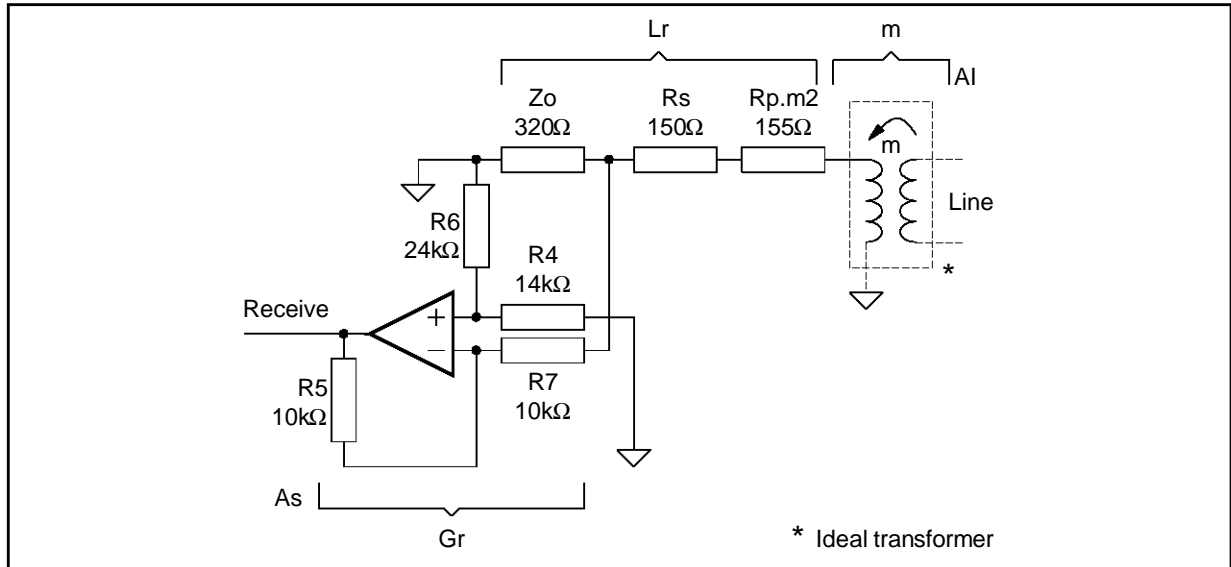 Lr
m
Al
Zo
320Ω
Rs
150Ω
Rp.m2
155Ω
m
Line
R6
24kΩ
R4
14kΩ
*
Receive
+
−
R5
10kΩ
R7
10kΩ
As
Gr
* Ideal transformer